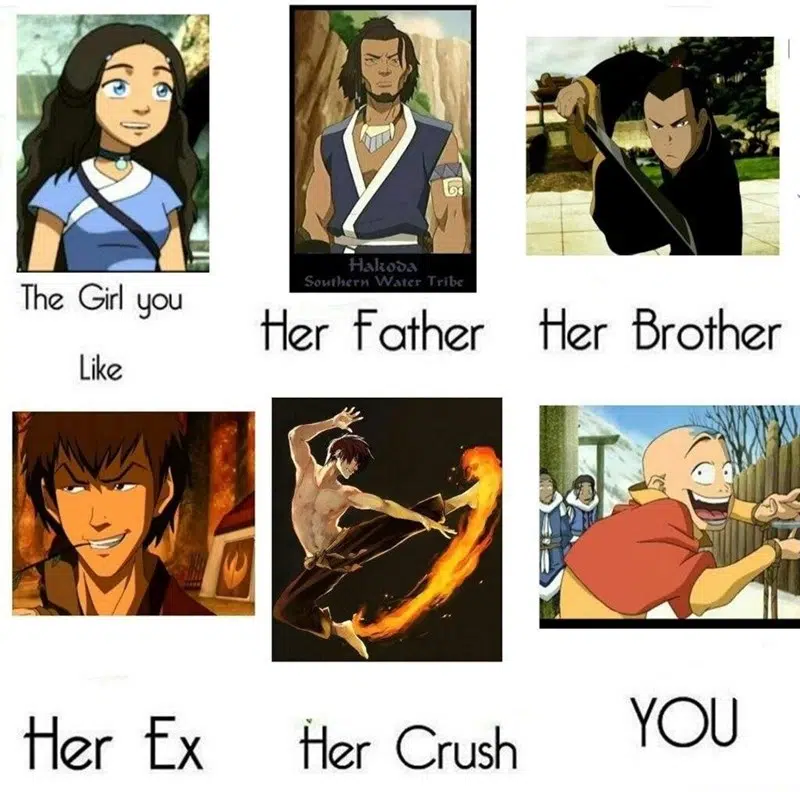 Hakoda
Southern Water Tribe
The Girl you
Like
Her Father
Her Brother
Her Ex
Her Crush
YOU